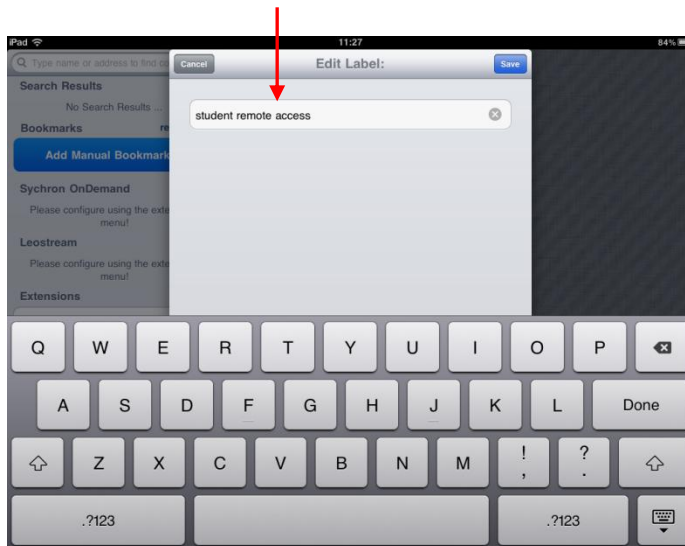 iPad 11:27 84%
Type name or address to find co
Cancel Edit Label: Save
Search Results
No Search Results ...
student remote access
Bookmarks re
Add Manual Bookmark
Sychron OnDemand
Please configure using the exte
menu!
Leostream
Please configure using the exte
menu!
Extensions
Q W E R T Y U I O P
A S D F G H J K L Done
Z X C V B N M ! , ? .
.?123 .?123